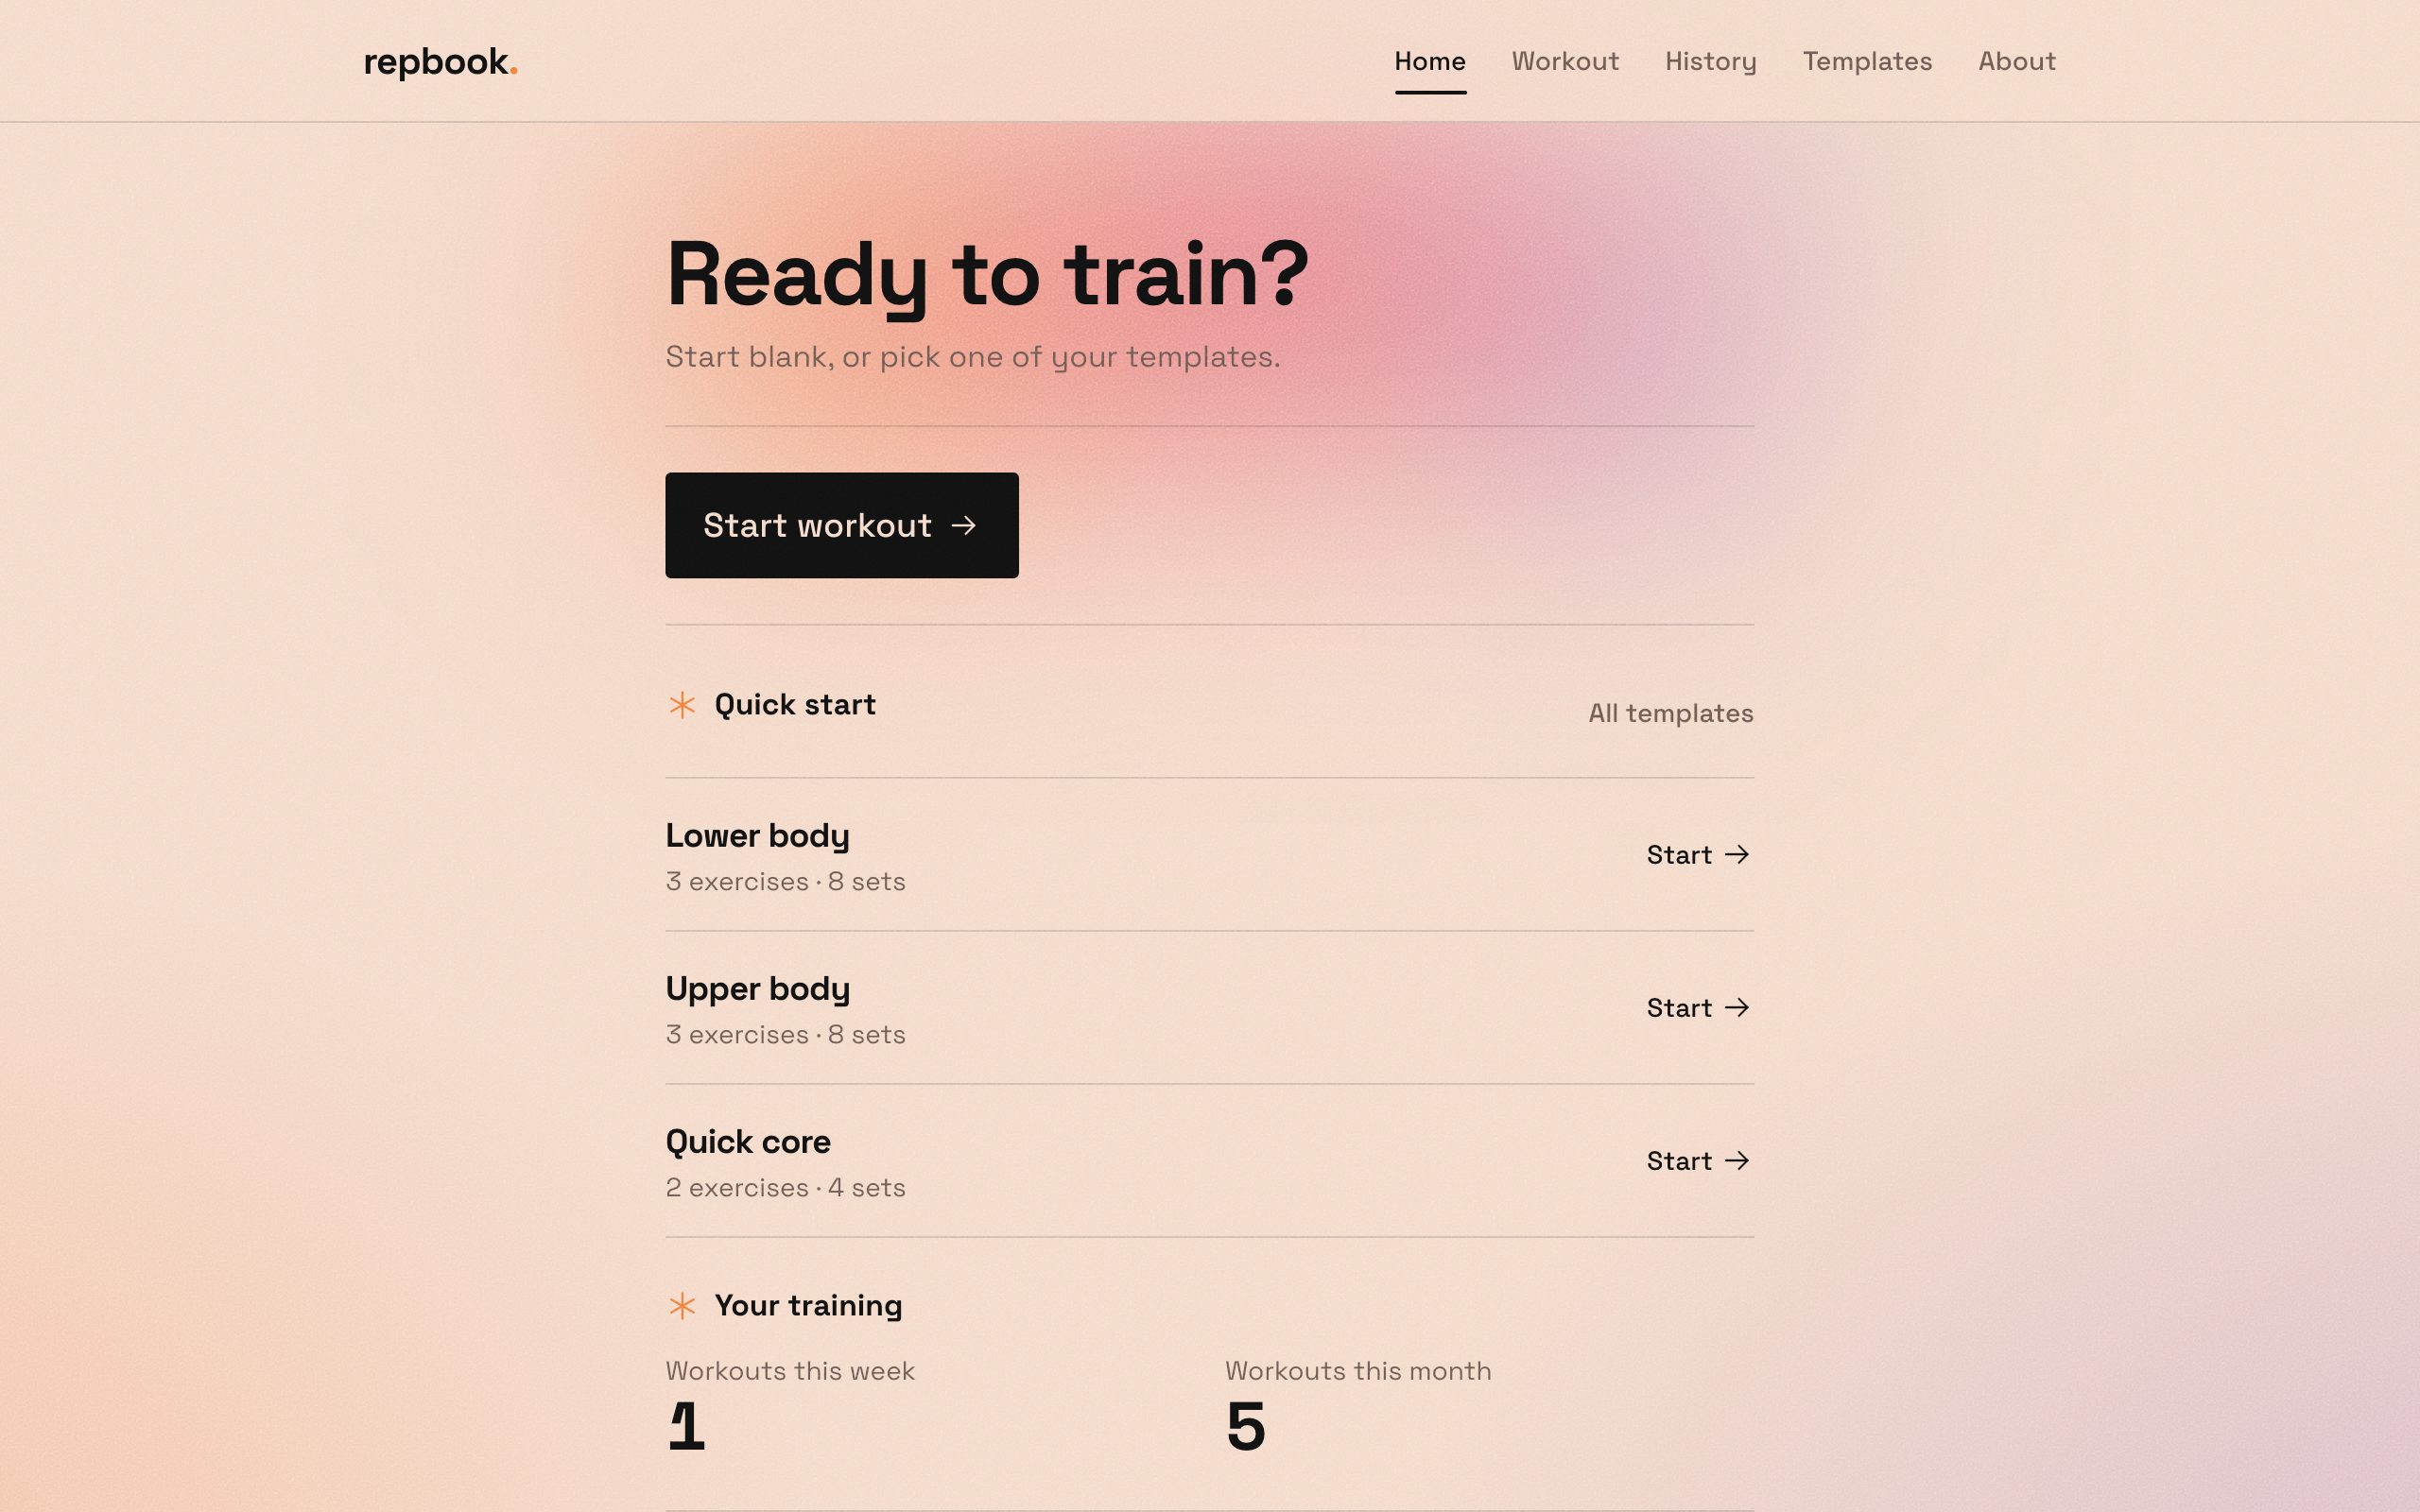 repbook.
Home Workout History Templates About
Ready to train?
Start blank, or pick one of your templates.
Start workout →
Quick start
All templates
Lower body
3 exercises · 8 sets
Start →
Upper body
3 exercises · 8 sets
Start →
Quick core
2 exercises · 4 sets
Start →
Your training
Workouts this week
1
Workouts this month
5